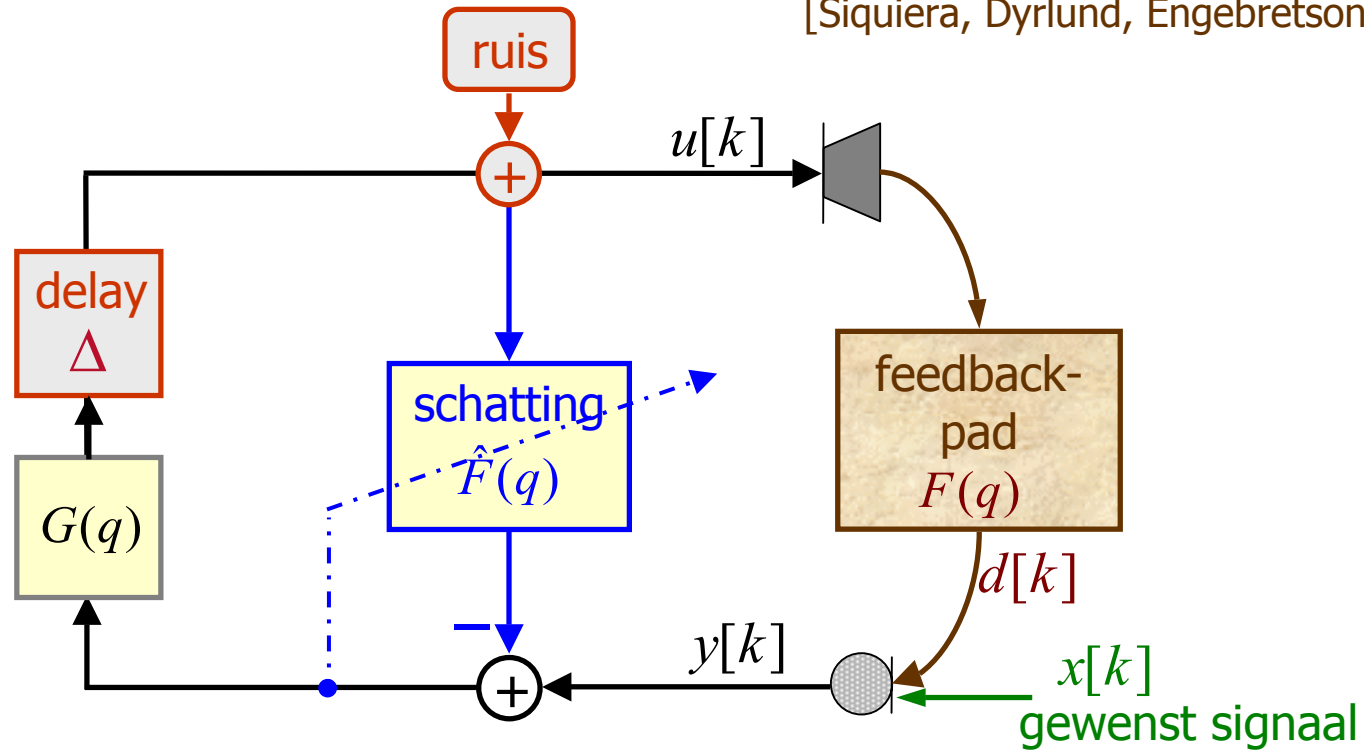 [Siquiera, Dyrlund, Engebretson
ruis
+
u[k]
delay
Δ
schatting
F̂(q)
feedback-
pad
F(q)
G(q)
d[k]
–
y[k]
+
x[k]
gewenst signaal